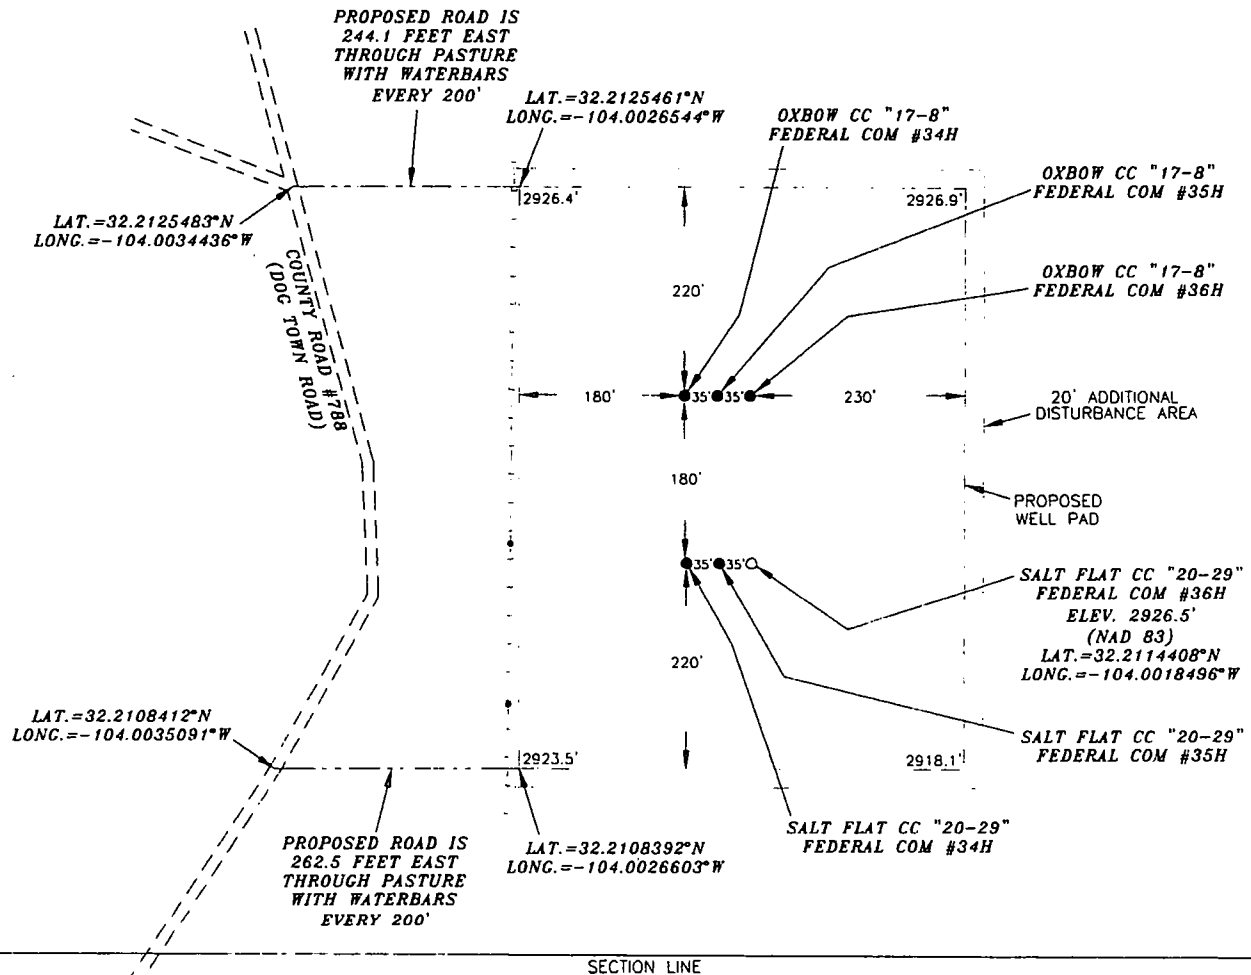 PROPOSED ROAD IS
244.1 FEET EAST
THROUGH PASTURE
WITH WATERBARS
EVERY 200'
LAT.=32.2125461°N
LONG.=-104.0026544°W
OXBOW CC "17-8"
FEDERAL COM #34H
OXBOW CC "17-8"
FEDERAL COM #35H
2926.4'
2926.9'
LAT.=32.2125483°N
LONG.=-104.0034436°W
COUNTY ROAD #788
(DOG TOWN ROAD)
OXBOW CC "17-8"
FEDERAL COM #36H
220'
35'
35'
180'
230'
20' ADDITIONAL
DISTURBANCE AREA
180'
PROPOSED
WELL PAD
35'
35'
SALT FLAT CC "20-29"
FEDERAL COM #36H
ELEV. 2926.5'
(NAD 83)
LAT.=32.2114408°N
LONG.=-104.0018496°W
220'
LAT.=32.2108412°N
LONG.=-104.0035091°W
SALT FLAT CC "20-29"
FEDERAL COM #35H
2923.5'
2918.1'
SALT FLAT CC "20-29"
FEDERAL COM #34H
PROPOSED ROAD IS
262.5 FEET EAST
THROUGH PASTURE
WITH WATERBARS
EVERY 200'
LAT.=32.2108392°N
LONG.=-104.0026603°W
SECTION LINE